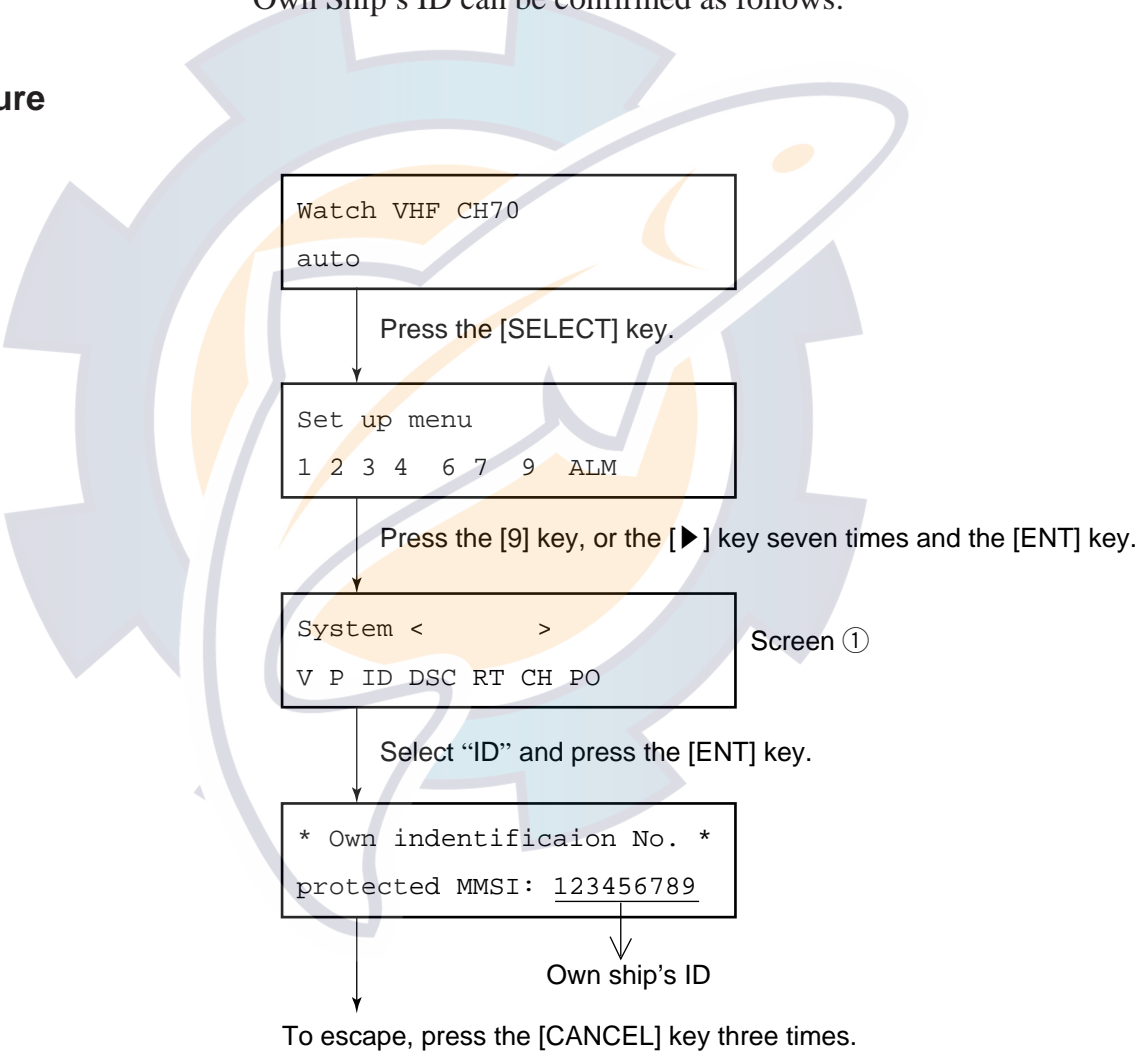 Own Ship's ID can be confirmed as follows.
ure
Watch VHF CH70
auto
Press the [SELECT] key.
Set up menu
1 2 3 4 6 7 9 ALM
Press the [9] key, or the [▶] key seven times and the [ENT] key.
System < >
Screen ①
V P ID DSC RT CH PO
Select “ID” and press the [ENT] key.
* Own indentificaion No. *
protected MMSI: 123456789
Own ship's ID
To escape, press the [CANCEL] key three times.